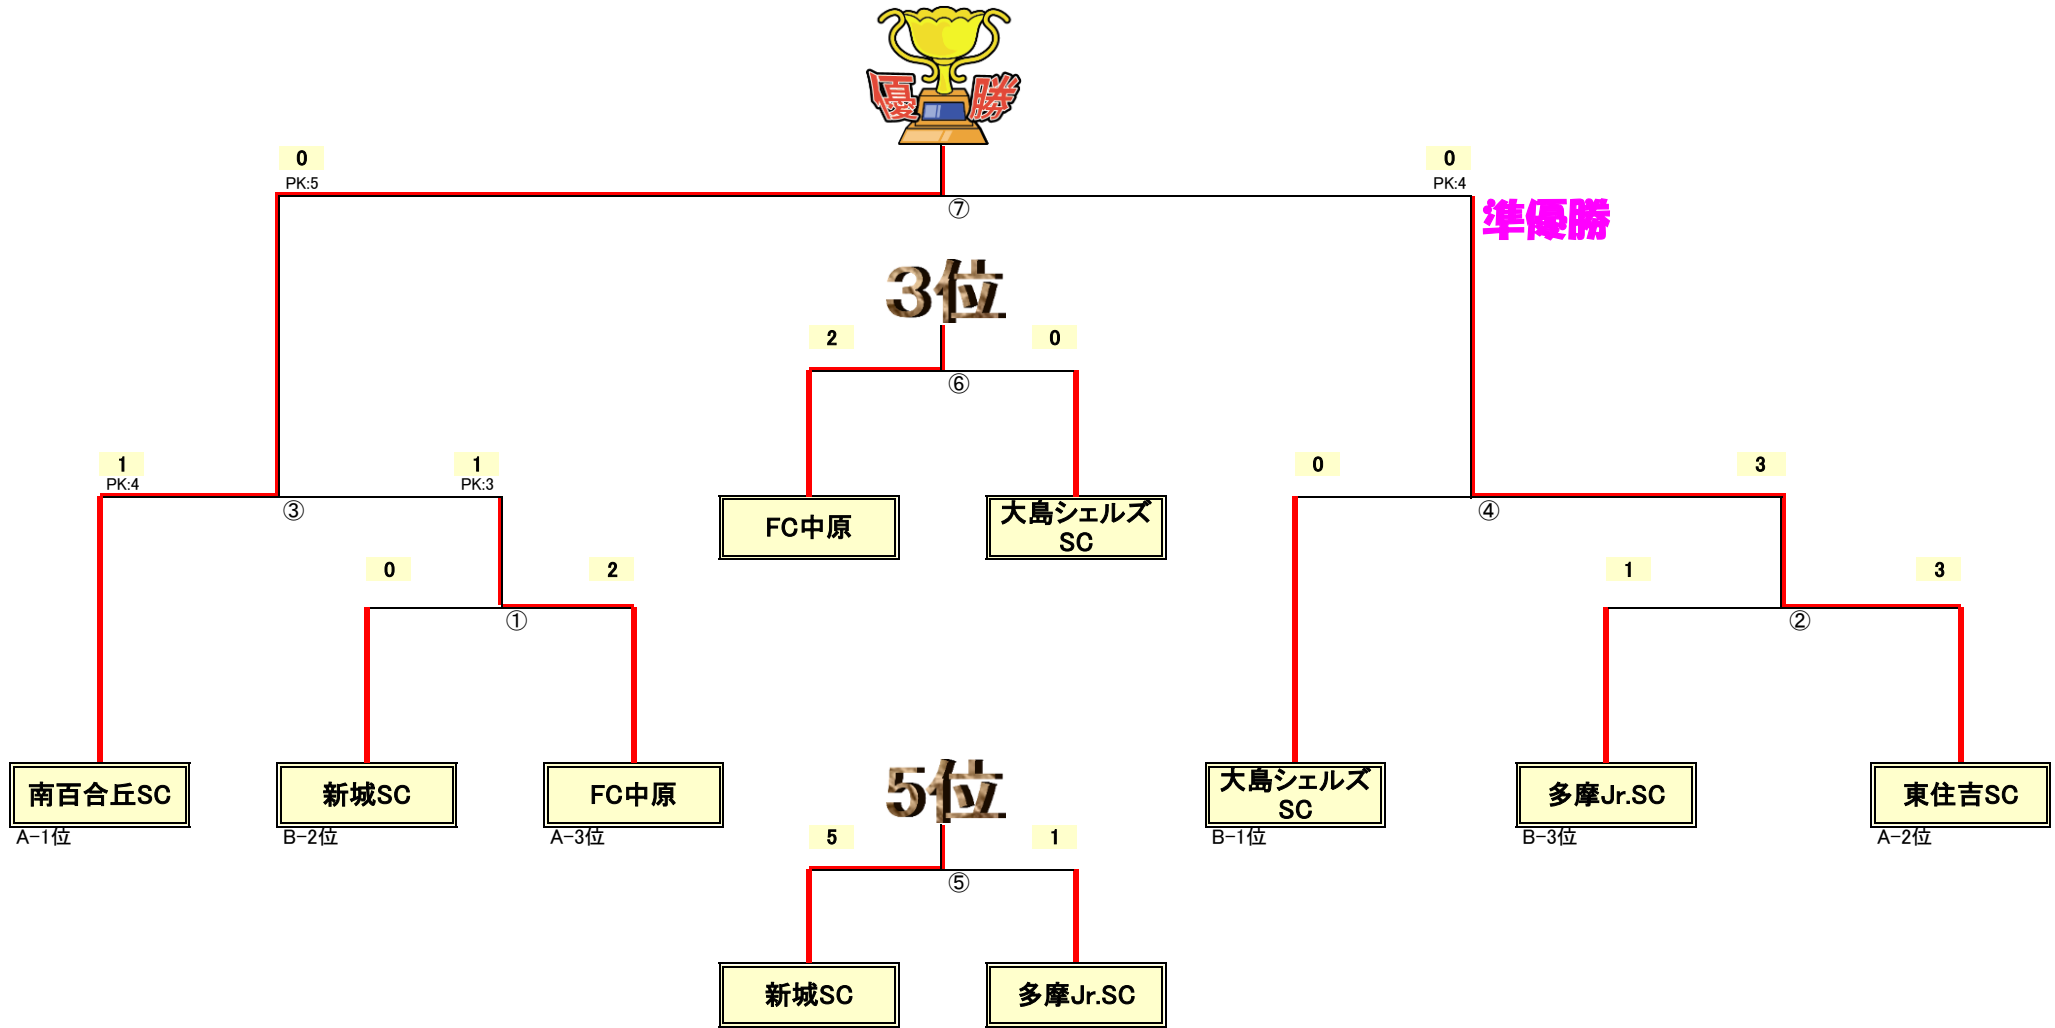 優勝
0
0
PK:5
PK:4
⑦
準優勝
3位
2
0
⑥
1
1
0
3
PK:4
PK:3
③
④
FC中原
大島シェルズ
SC
0
2
1
3
①
②
南百合丘SC
新城SC
FC中原
大島シェルズ
SC
多摩Jr.SC
東住吉SC
A-1位
B-2位
A-3位
B-1位
B-3位
A-2位
5位
5
1
⑤
新城SC
多摩Jr.SC